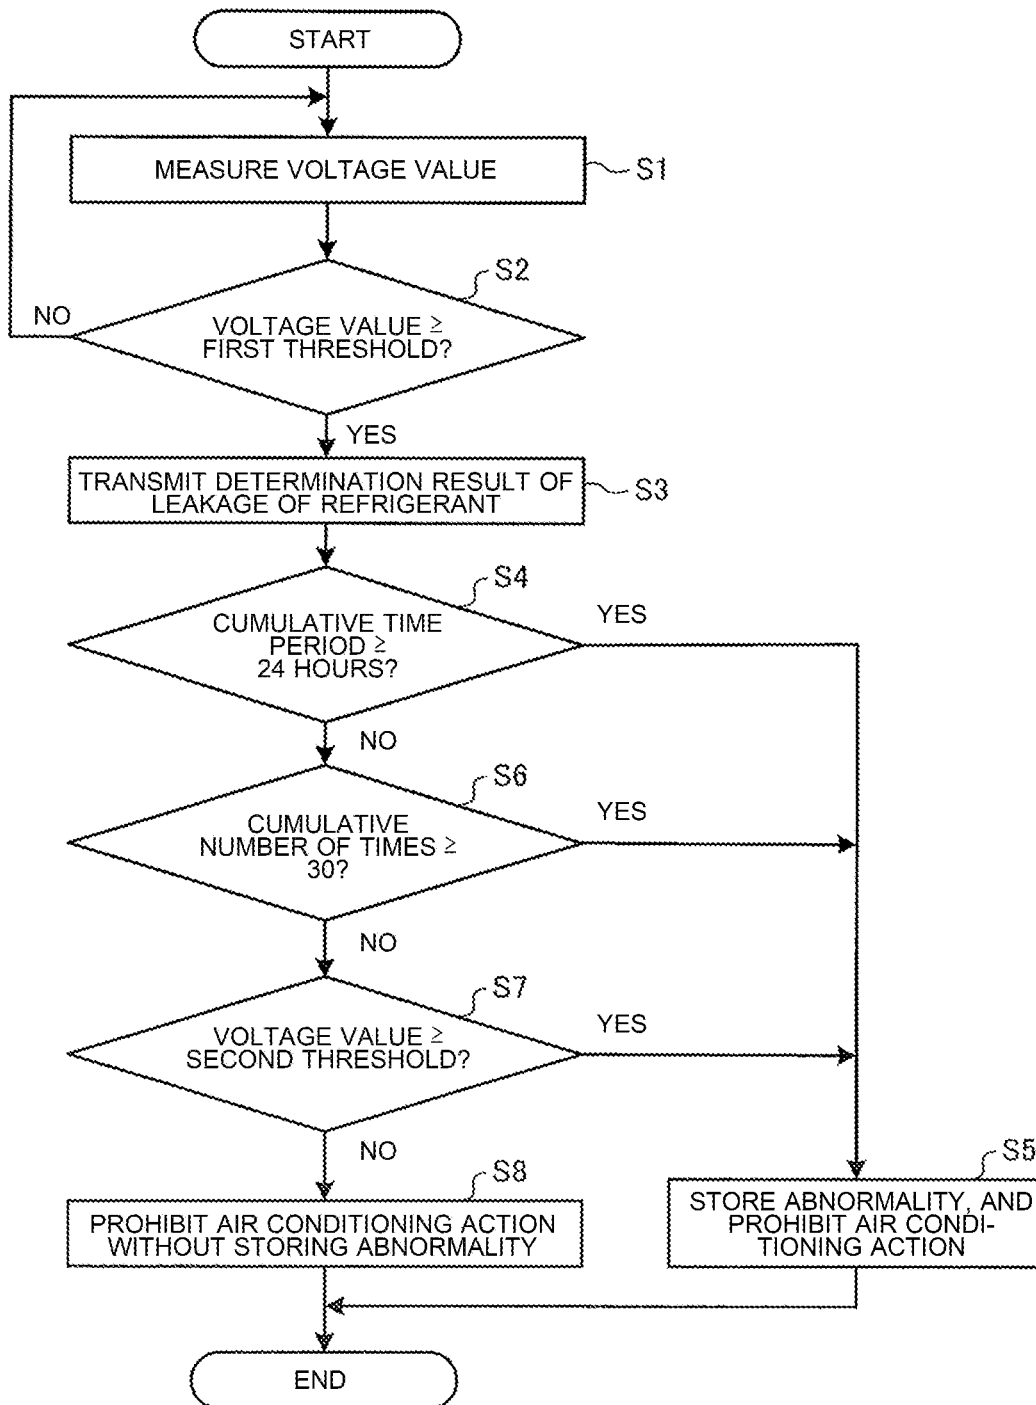 START
MEASURE VOLTAGE VALUE
S1
S2
NO
VOLTAGE VALUE ≥
FIRST THRESHOLD?
YES
TRANSMIT DETERMINATION RESULT OF
LEAKAGE OF REFRIGERANT
S3
S4
CUMULATIVE TIME
PERIOD ≥
24 HOURS?
YES
NO
S6
CUMULATIVE
NUMBER OF TIMES ≥
30?
YES
NO
S7
VOLTAGE VALUE ≥
SECOND THRESHOLD?
YES
NO
S8
PROHIBIT AIR CONDITIONING ACTION
WITHOUT STORING ABNORMALITY
S5
STORE ABNORMALITY, AND
PROHIBIT AIR CONDI-
TIONING ACTION
END